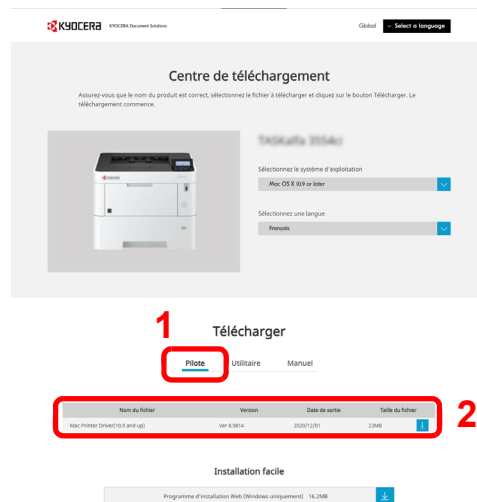 KYOCERA KYOCERA Document Solutions
Global Select a language
Centre de téléchargement
Assurez-vous que le nom du produit est correct, sélectionnez le fichier à télécharger et cliquez sur le bouton Télécharger. Le
téléchargement commence.
Sélectionnez le système d'exploitation
Mac OS X 10.9 or later
Sélectionnez une langue
Français
1
Télécharger
Pilote Utilitaire Manuel
2
Nom du fichier Version Date de sortie Taille du fichier
Mac Printer Driver(10.9 and up) Ver 8.9814 2020/12/01 23MB
Installation facile
Programme d'installation Web (Windows uniquement) 16.2MB